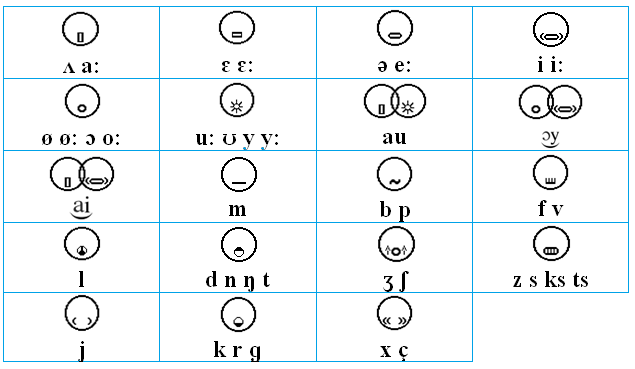 ʌ a: ɛ ɛ: ə e: i i:
ø ø: ɔ o: u: ʊ y y: au ɔy
ai m b p f v
l d n ŋ t ʒ ʃ z s ks ts
j k r g x ç